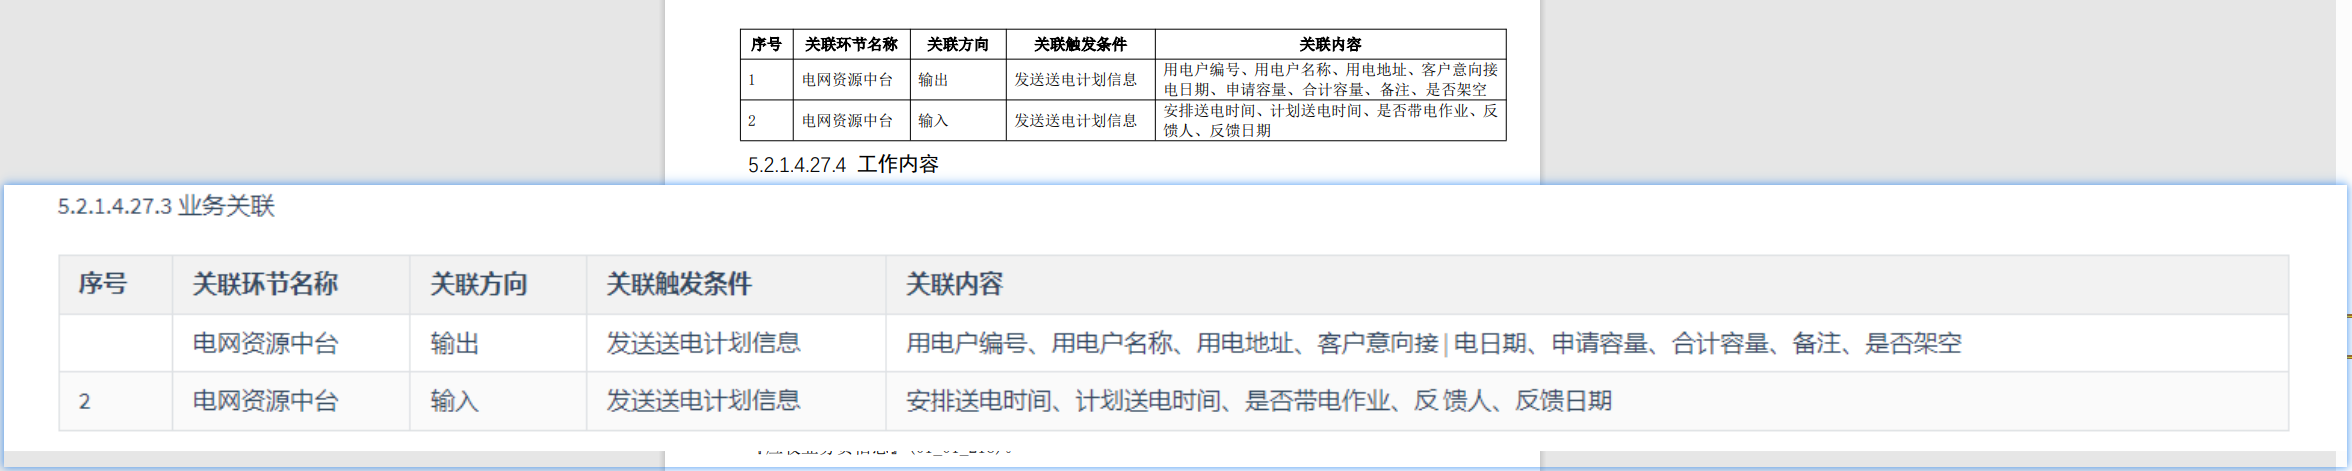 序号 关联环节名称 关联方向 关联触发条件 关联内容
1 电网资源中台 输出 发送送电计划信息 用电户编号、用电户名称、用电地址、客户意向接
电日期、申请容量、合计容量、备注、是否架空
2 电网资源中台 输入 发送送电计划信息 安排送电时间、计划送电时间、是否带电作业、反
馈人、反馈日期
5.2.1.4.27.4 工作内容
5.2.1.4.27.3 业务关联
序号 关联环节名称 关联方向 关联触发条件 关联内容
电网资源中台 输出 发送送电计划信息 用电户编号、用电户名称、用电地址、客户意向接 | 电日期、申请容量、合计容量、备注、是否架空
2 电网资源中台 输入 发送送电计划信息 安排送电时间、计划送电时间、是否带电作业、反 馈人、反馈日期